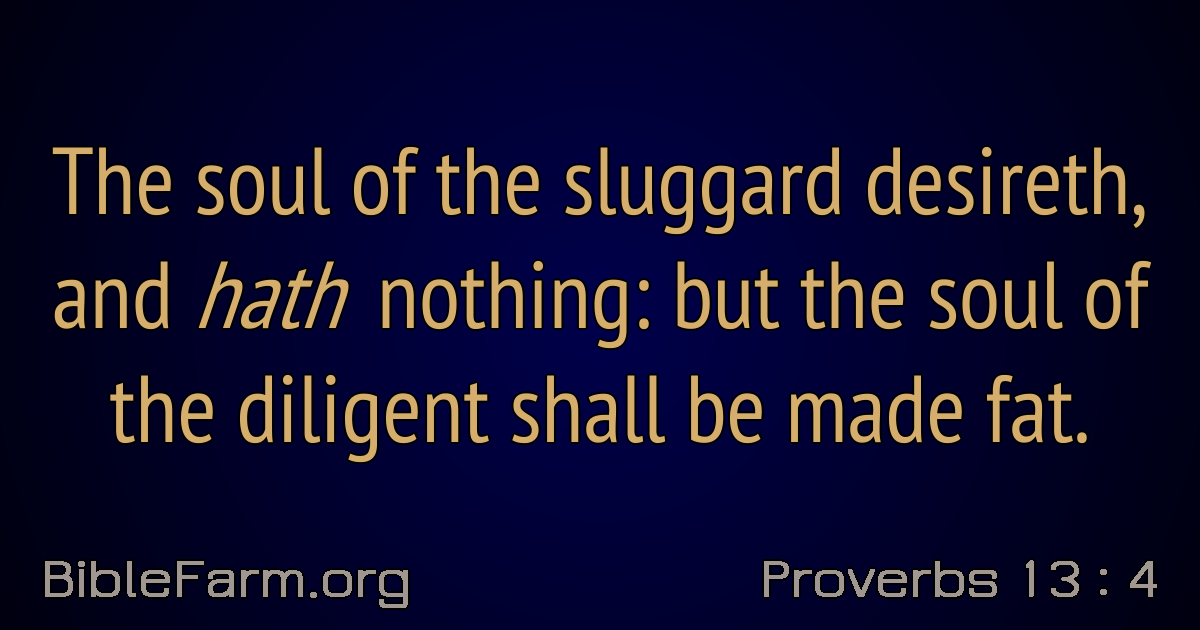 The soul of the sluggard desireth,
and hath nothing: but the soul of
the diligent shall be made fat.
BibleFarm.org
Proverbs 13 : 4